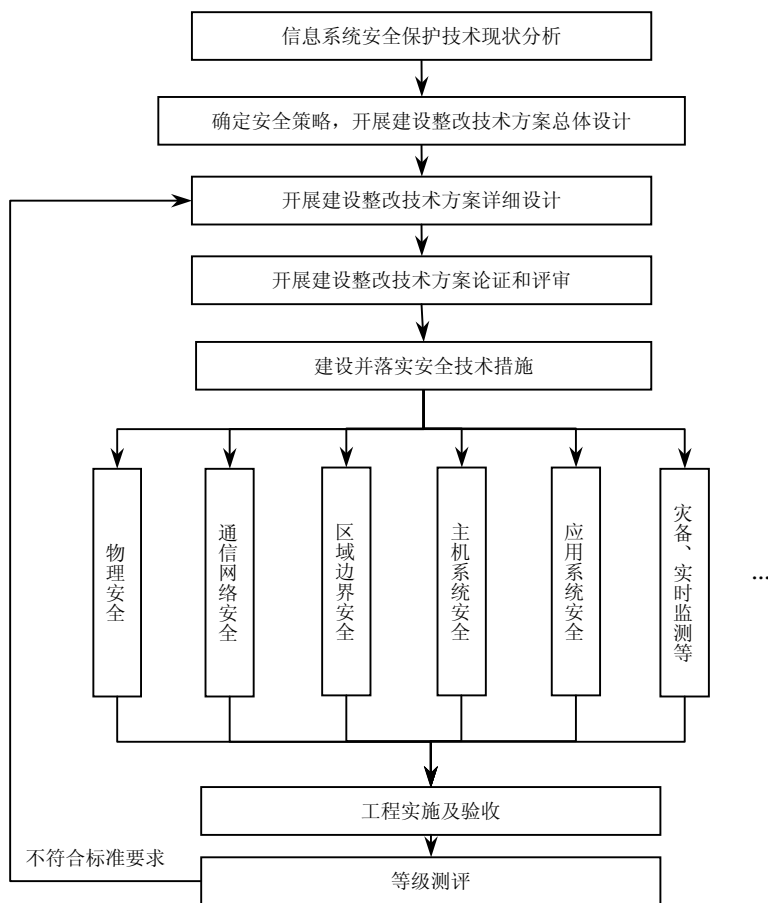 信息系统安全保护技术现状分析
确定安全策略，开展建设整改技术方案总体设计
开展建设整改技术方案详细设计
开展建设整改技术方案论证和评审
建设并落实安全技术措施
物理安全
通信网络安全
区域边界安全
主机系统安全
应用系统安全
灾备、实时监测等
...
工程实施及验收
不符合标准要求
等级测评